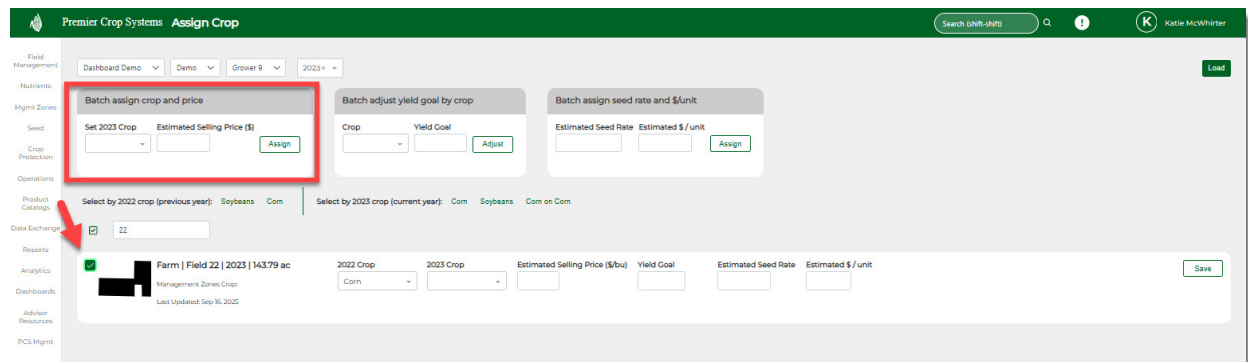 Premier Crop Systems Assign Crop
Search (shift-shift)
!
K Katie McWhirter
Field
Management
Nutrients
Mgmt Zones
Seed
Crop
Protection
Operations
Product
Catalogs
Data Exchange
Reports
Analytics
Dashboards
Advisor
Resources
PCS Mgmt
Dashboard Demo Demo Grower 9 2023× Load
Batch assign crop and price
Set 2023 Crop Estimated Selling Price ($)
Assign
Batch adjust yield goal by crop
Crop Yield Goal
Adjust
Batch assign seed rate and $/unit
Estimated Seed Rate Estimated $ / unit
Assign
Select by 2022 crop (previous year): Soybeans Corn
Select by 2023 crop (current year): Corn Soybeans Corn on Corn
22
Farm | Field 22 | 2023 | 143.79 ac
Management Zones Crop:
Last Updated: Sep 16, 2025
2022 Crop 2023 Crop Estimated Selling Price ($/bu) Yield Goal Estimated Seed Rate Estimated $ / unit
Corn
Save